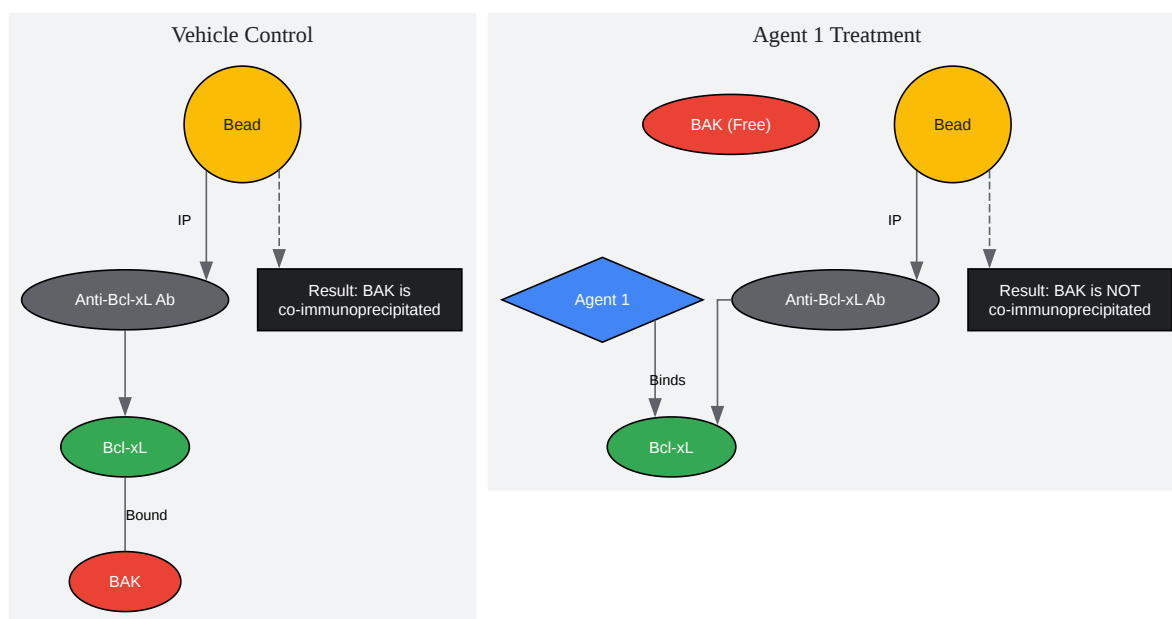 Vehicle Control
Bead
IP
Anti-Bcl-xL Ab
Result: BAK is
co-immunoprecipitated
Bcl-xL
Bound
BAK
Agent 1 Treatment
BAK (Free)
Bead
IP
Agent 1
Anti-Bcl-xL Ab
Result: BAK is NOT
co-immunoprecipitated
Binds
Bcl-xL